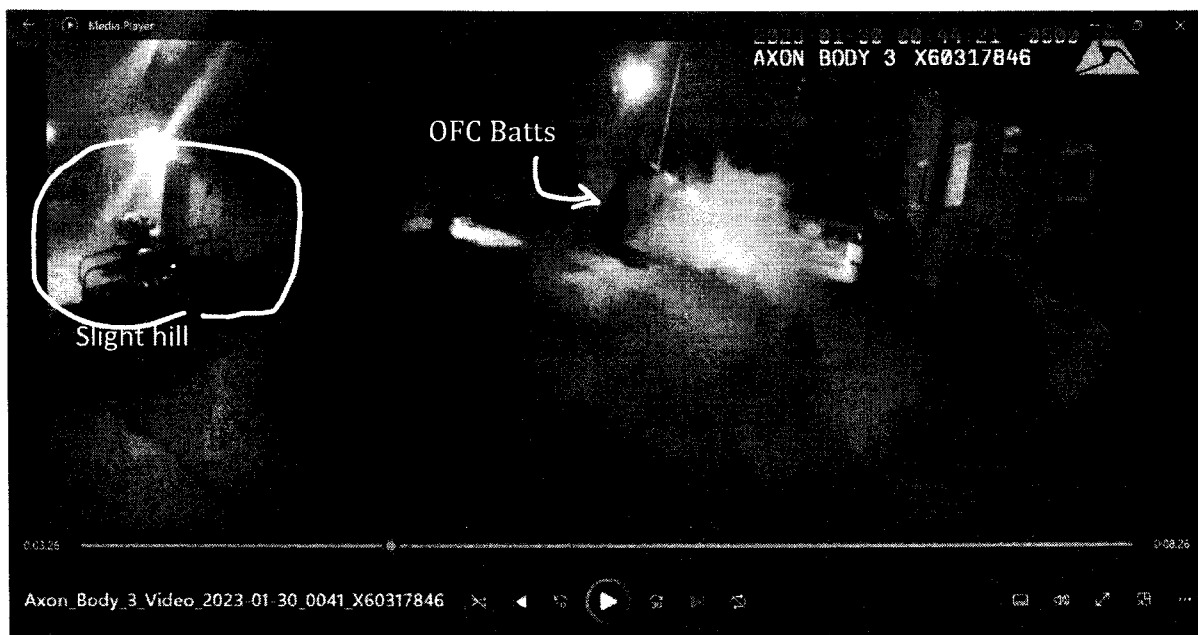 Media Player
AXON BODY 3 X60317846
OFC Batts
Slight hill
0:03:26
0:08:26
Axon_Body_3_Video_2023-01-30_0041_X60317846